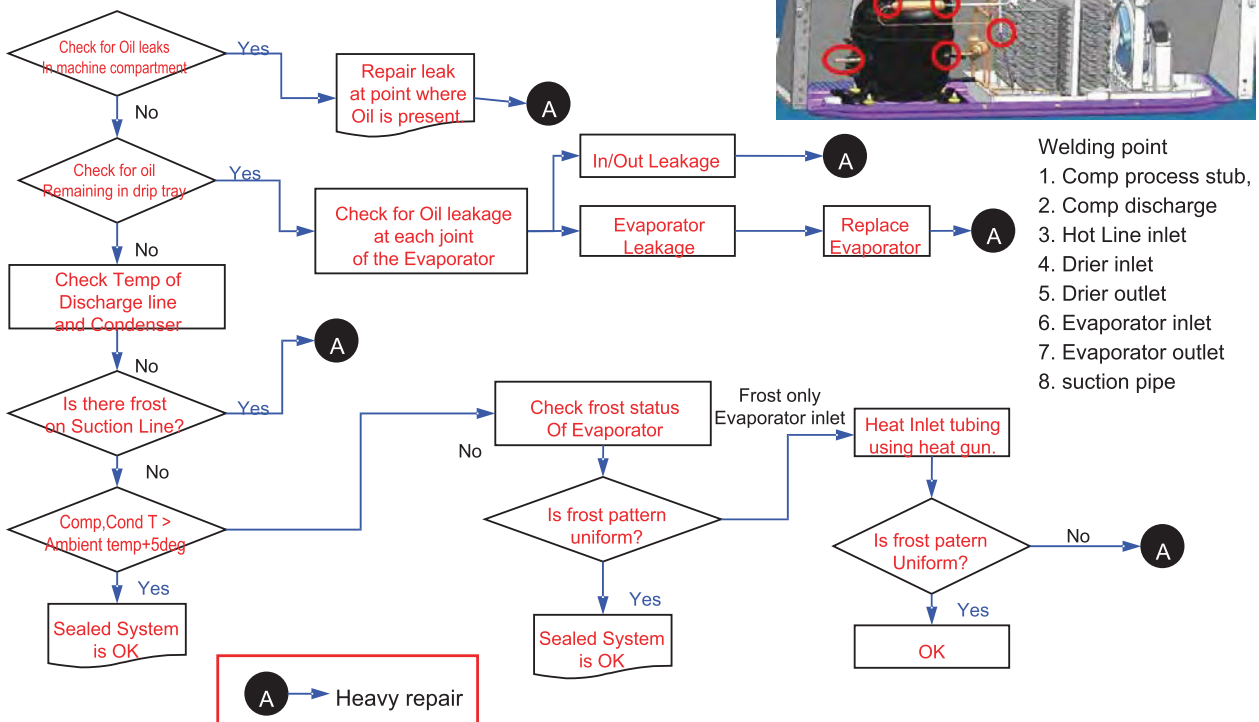 Check for Oil leaks
In machine compartment
Yes
Repair leak
at point where
Oil is present.
A
No
Check for oil
Remaining in drip tray
Yes
Check for Oil leakage
at each joint
of the Evaporator
In/Out Leakage
A
Evaporator
Leakage
Replace
Evaporator
A
No
Check Temp of
Discharge line
and Condenser
No
A
Is there frost
on Suction Line?
Yes
No
Comp,Cond T >
Ambient temp+5deg
No
Yes
Sealed System
is OK
Check frost status
Of Evaporator
Is frost pattern
uniform?
Yes
Sealed System
is OK
Frost only
Evaporator inlet
Heat Inlet tubing
using heat gun.
Is frost patern
Uniform?
No
A
Yes
OK
A
Heavy repair
Welding point
1. Comp process stub,
2. Comp discharge
3. Hot Line inlet
4. Drier inlet
5. Drier outlet
6. Evaporator inlet
7. Evaporator outlet
8. suction pipe